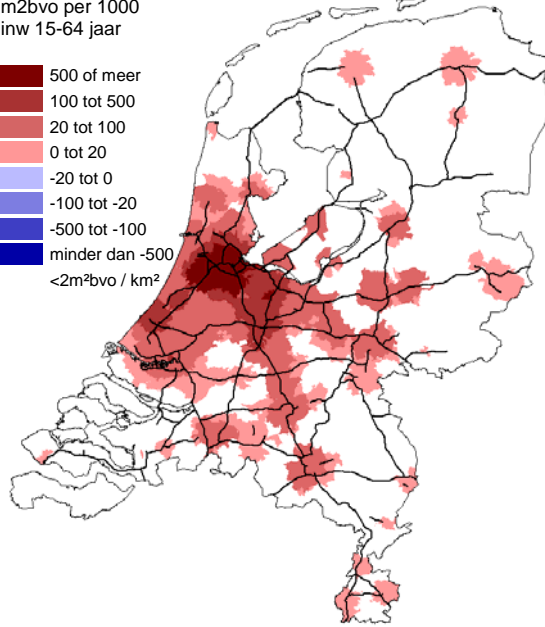 m2bvo per 1000
inw 15-64 jaar
500 of meer
100 tot 500
20 tot 100
0 tot 20
-20 tot 0
-100 tot -20
-500 tot -100
minder dan -500
<2m²bvo / km²